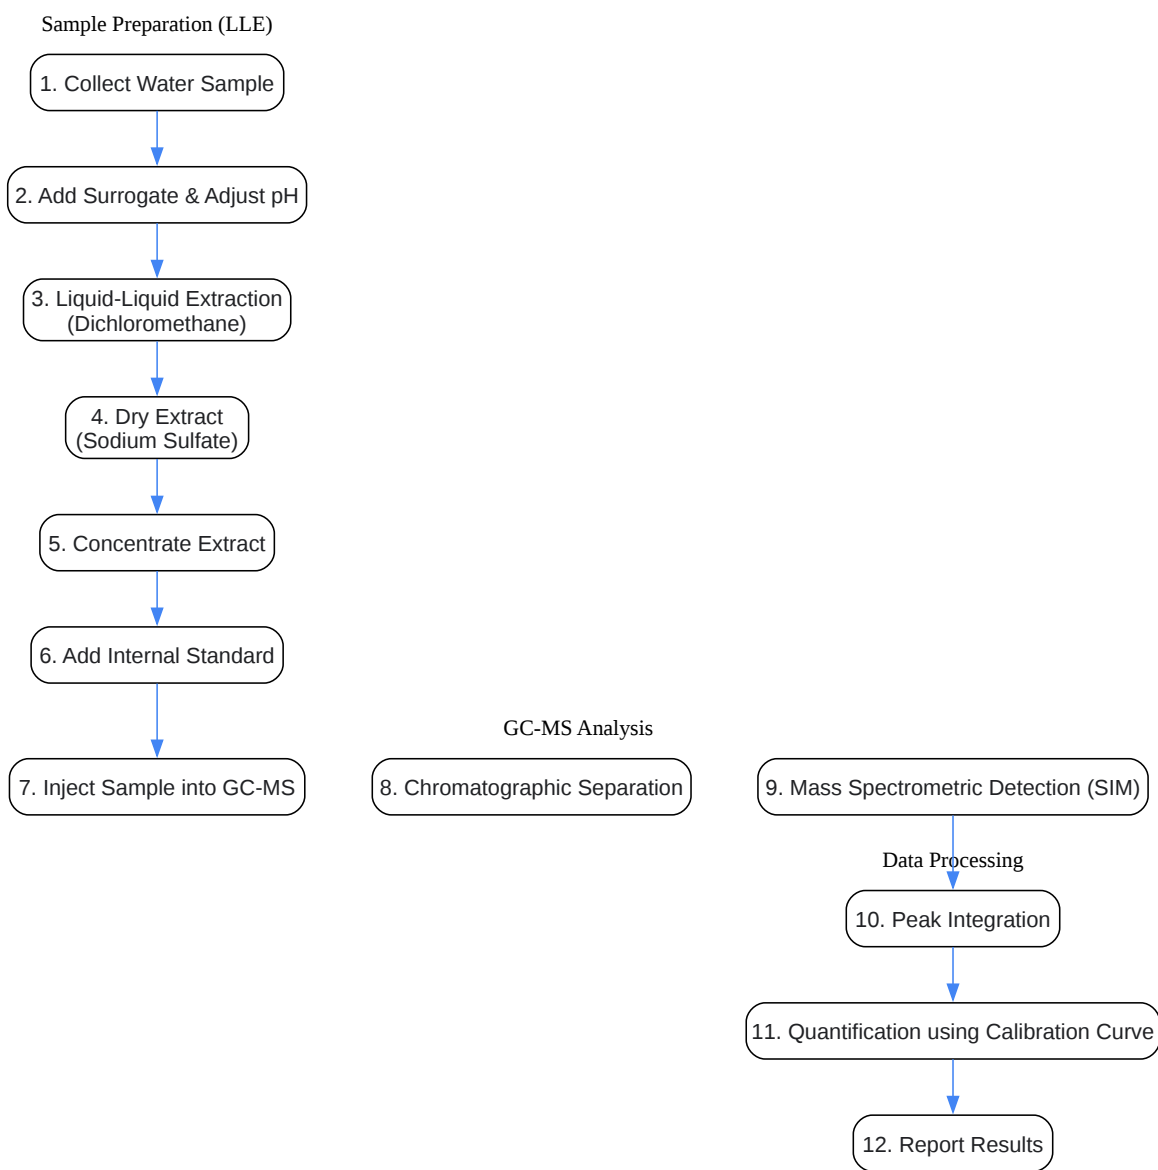 Sample Preparation (LLE)
1. Collect Water Sample
2. Add Surrogate & Adjust pH
3. Liquid-Liquid Extraction
(Dichloromethane)
4. Dry Extract
(Sodium Sulfate)
5. Concentrate Extract
6. Add Internal Standard
GC-MS Analysis
7. Inject Sample into GC-MS
8. Chromatographic Separation
9. Mass Spectrometric Detection (SIM)
Data Processing
10. Peak Integration
11. Quantification using Calibration Curve
12. Report Results